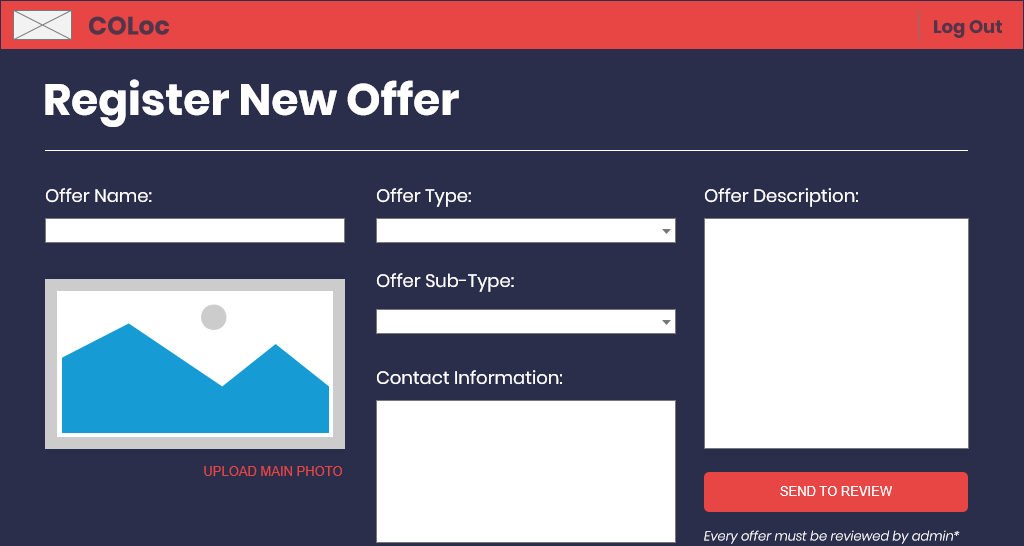 COLoc
Log Out
Register New Offer
Offer Name:
Offer Type:
Offer Description:
Offer Sub-Type:
Contact Information:
UPLOAD MAIN PHOTO
SEND TO REVIEW
Every offer must be reviewed by admin*